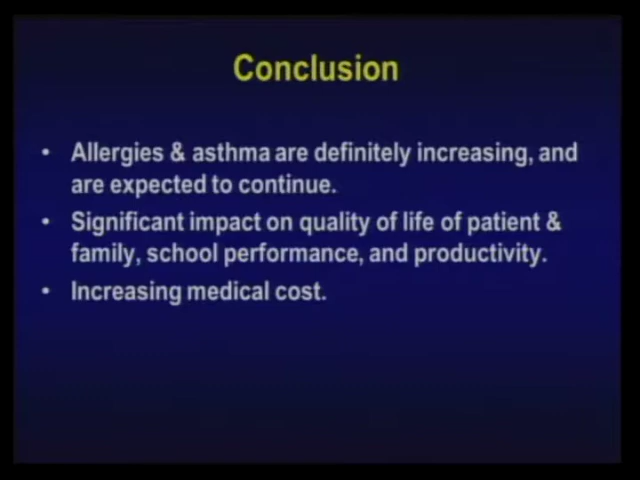 Conclusion
• Allergies & asthma are definitely increasing, and
are expected to continue.
• Significant impact on quality of life of patient &
family, school performance, and productivity.
• Increasing medical cost.